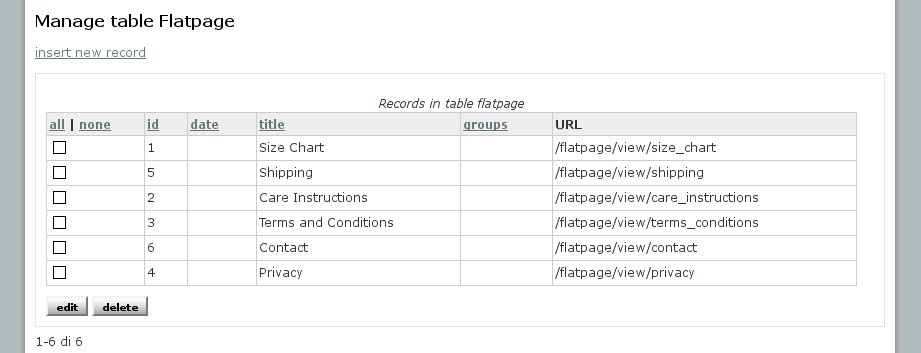 Manage table Flatpage
insert new record
Records in table flatpage
all | none id date title groups URL
1 Size Chart /flatpage/view/size_chart
5 Shipping /flatpage/view/shipping
2 Care Instructions /flatpage/view/care_instructions
3 Terms and Conditions /flatpage/view/terms_conditions
6 Contact /flatpage/view/contact
4 Privacy /flatpage/view/privacy
edit delete
1-6 di 6